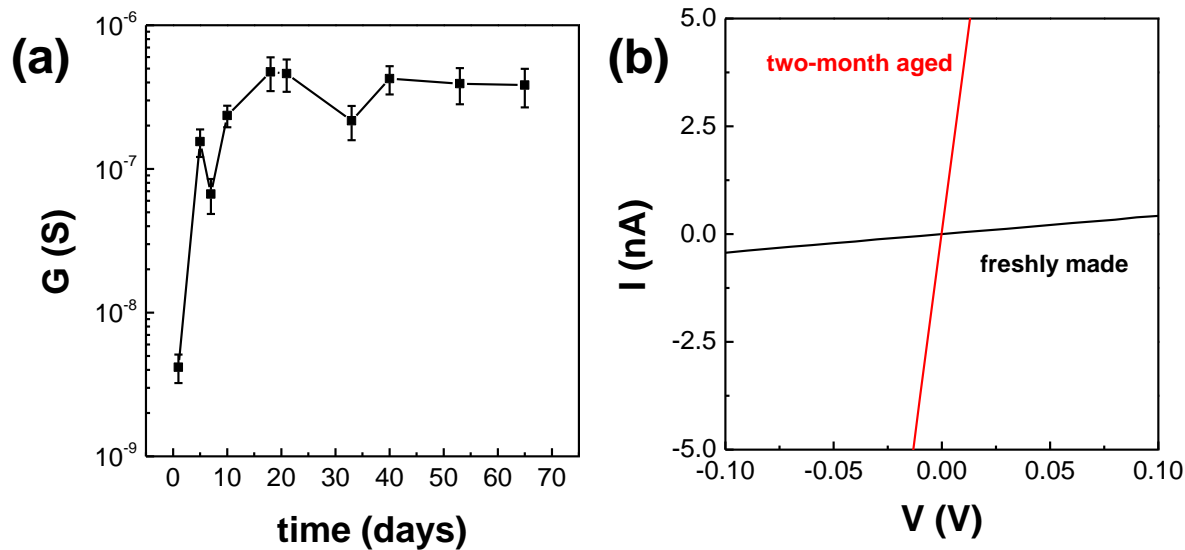 (a)
G (S)
10⁻⁶
10⁻⁷
10⁻⁸
10⁻⁹
0 10 20 30 40 50 60 70
time (days)
(b)
I (nA)
5.0
2.5
0.0
-2.5
-5.0
two-month aged
freshly made
-0.10 -0.05 0.00 0.05 0.10
V (V)